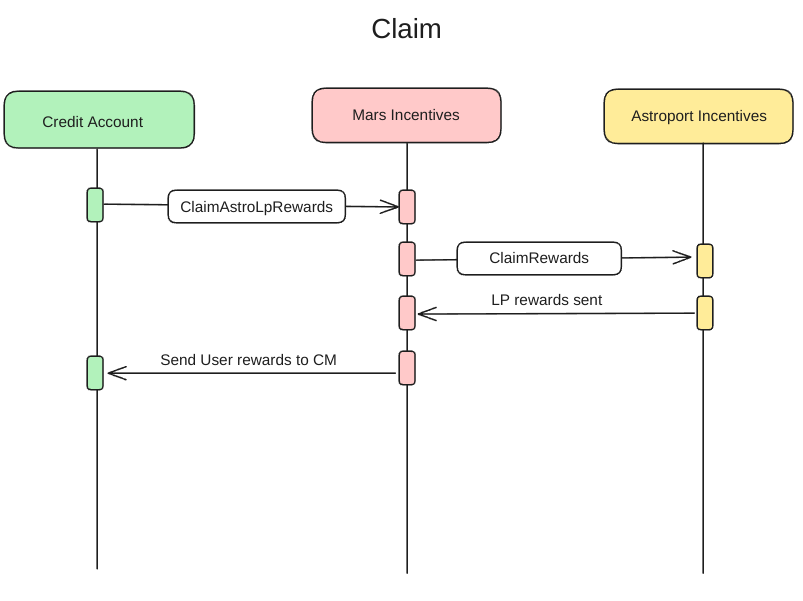 Claim
Credit Account
Mars Incentives
Astroport Incentives
ClaimAstroLpRewards
ClaimRewards
LP rewards sent
Send User rewards to CM